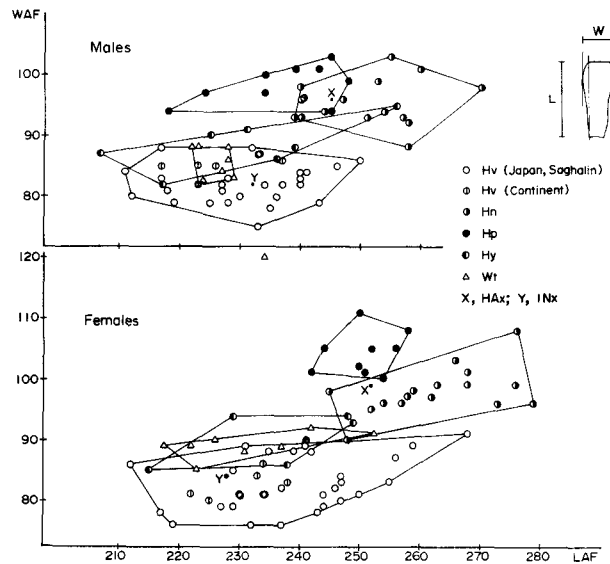 WAF
Males
100
90
80
W
L
Hv (Japan, Saghalin)
Hv (Continent)
Hn
Hp
Hy
Wt
X, HAx; Y, INx
X
Y
120
Females
110
100
90
80
X
Y
210 220 230 240 250 260 270 280 LAF